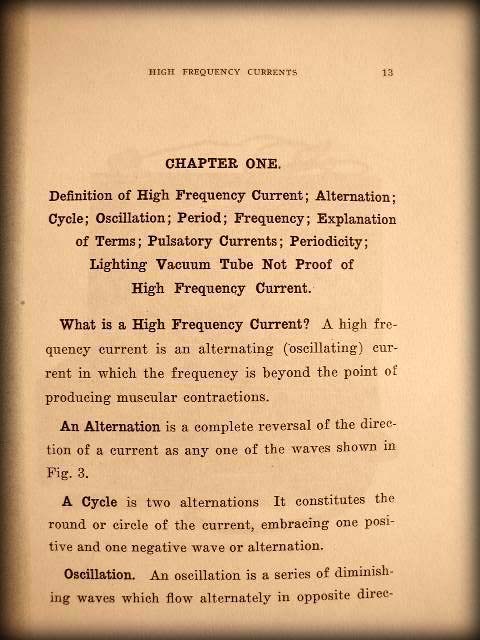 HIGH FREQUENCY CURRENTS 13
CHAPTER ONE.
Definition of High Frequency Current; Alternation;
Cycle; Oscillation; Period; Frequency; Explanation
of Terms; Pulsatory Currents; Periodicity;
Lighting Vacuum Tube Not Proof of
High Frequency Current.
What is a High Frequency Current? A high fre-
quency current is an alternating (oscillating) cur-
rent in which the frequency is beyond the point of
producing muscular contractions.
An Alternation is a complete reversal of the direc-
tion of a current as any one of the waves shown in
Fig. 3.
A Cycle is two alternations It constitutes the
round or circle of the current, embracing one posi-
tive and one negative wave or alternation.
Oscillation. An oscillation is a series of diminish-
ing waves which flow alternately in opposite direc-